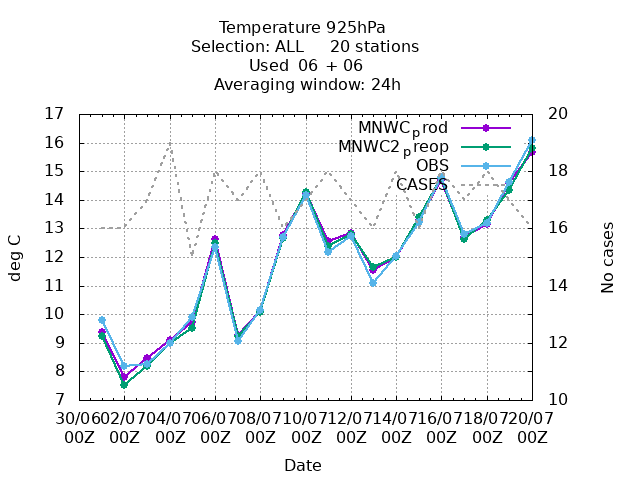 Temperature 925hPa
Selection: ALL 20 stations
Used 06 + 06
Averaging window: 24h
17
16
15
14
13
12
11
10
9
8
7
20
18
16
14
12
10
deg C
No cases
MNWCprod
MNWC2preop
OBS
CASES
30/06 02/07 04/07 06/07 08/07 10/07 12/07 14/07 16/07 18/07 20/07
00Z 00Z 00Z 00Z 00Z 00Z 00Z 00Z 00Z 00Z 00Z
Date